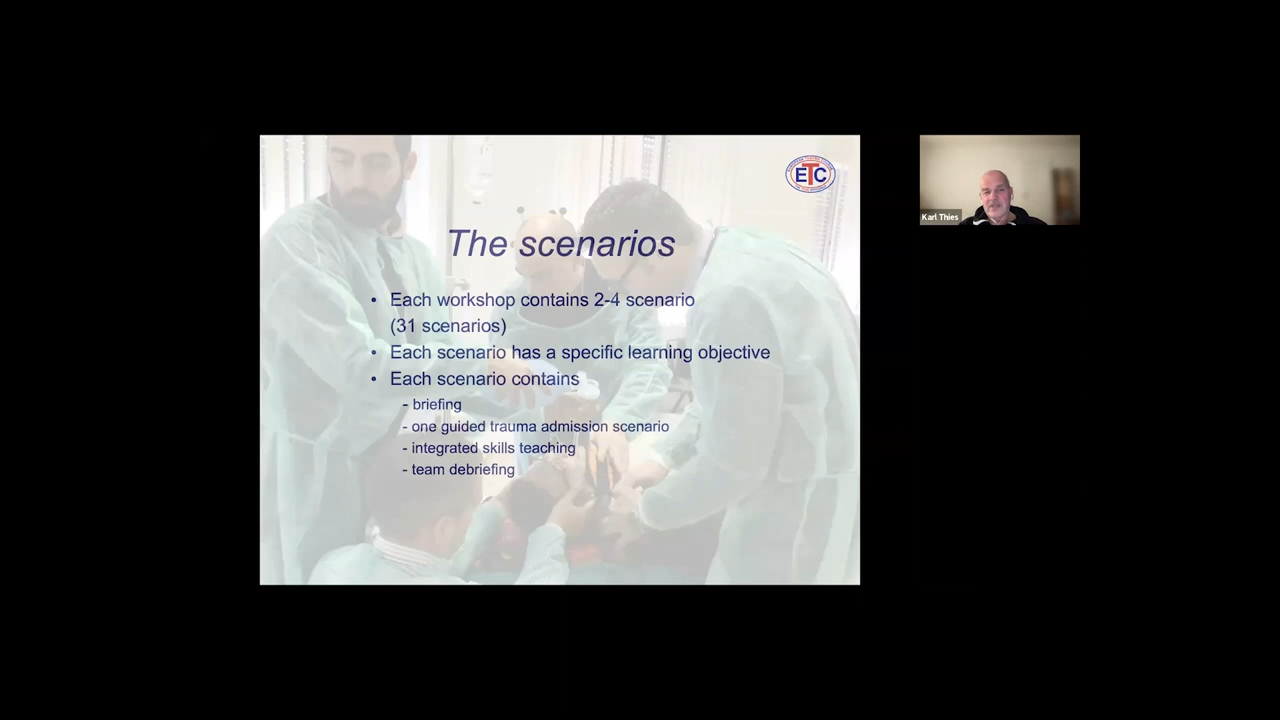 ETC
The scenarios
• Each workshop contains 2-4 scenario
(31 scenarios)
• Each scenario has a specific learning objective
• Each scenario contains
- briefing
- one guided trauma admission scenario
- integrated skills teaching
- team debriefing
Karl Thies